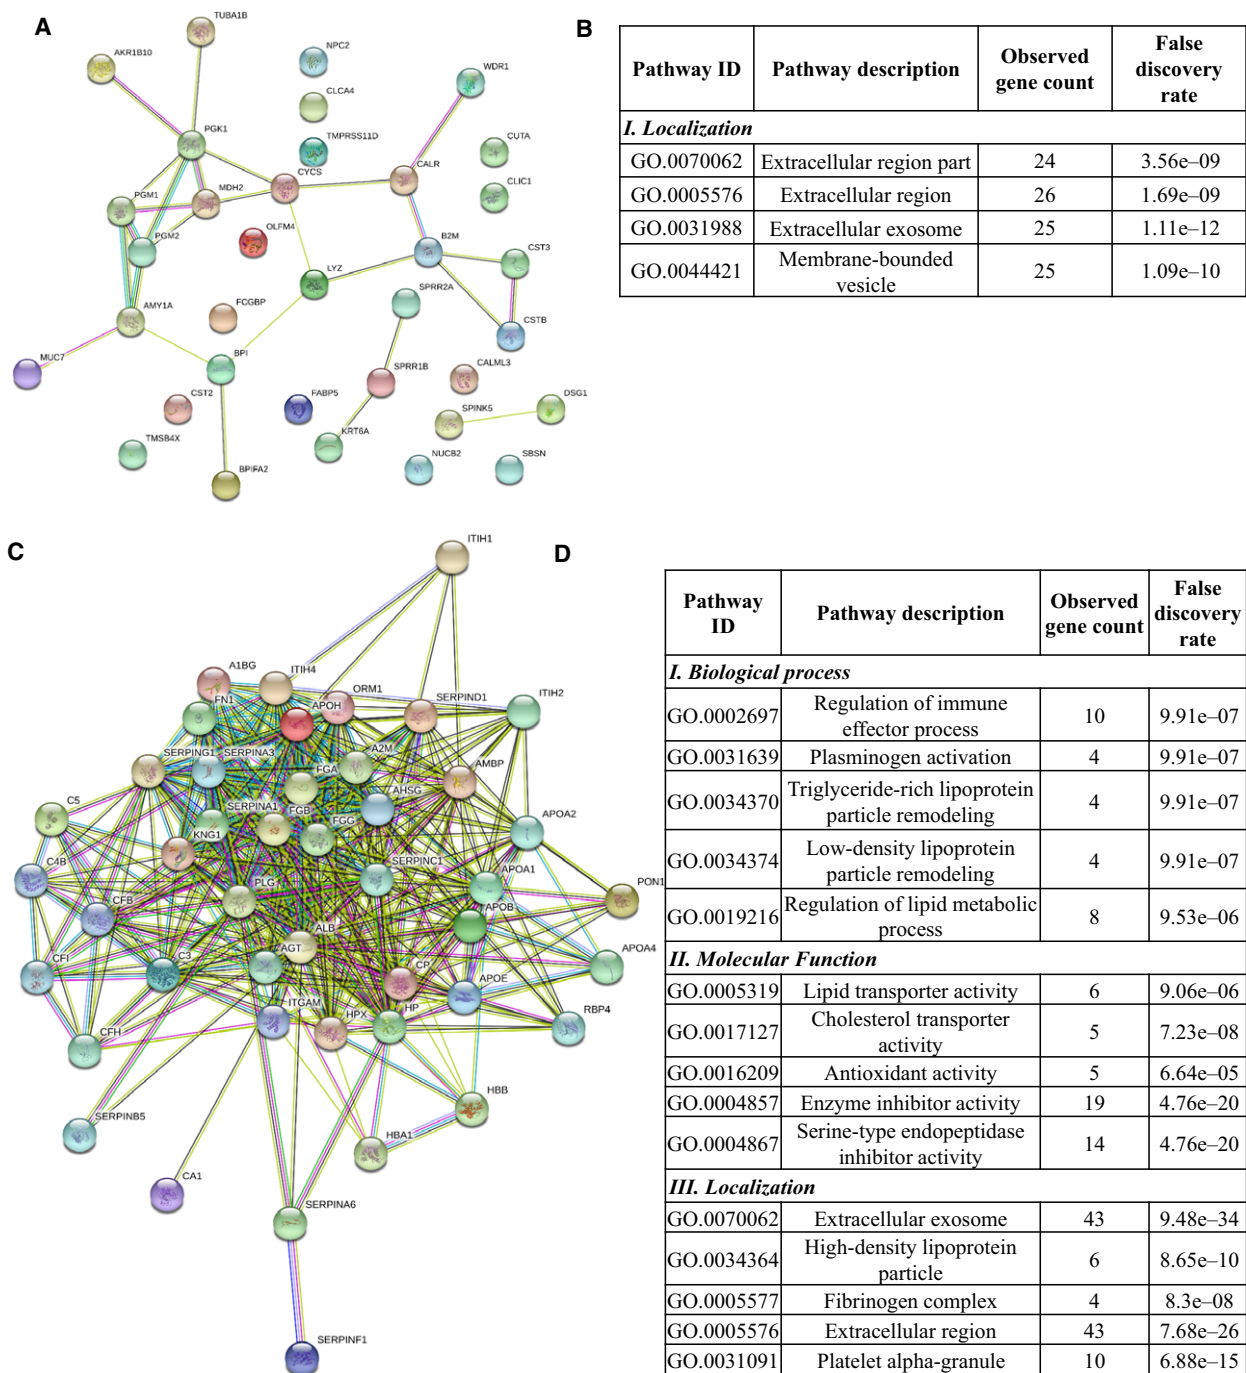 A
TUBA1B
AKR1B10
NPC2
WDR1
CLCA4
PGK1
TMPRSS11D
CUTA
CYCS
CALR
MDH2
CLIC1
PGM1
PGM2
OLFM4
B2M
CST3
LYZ
SPRR2A
AMY1A
FCGBP
CSTB
MUC7
BPI
SPRR1B
CALML3
CST2
FABP5
DSG1
SPINK5
TMSB4X
KRT6A
NUCB2
SBSN
BPIFA2
B
Pathway ID Pathway description Observed gene count False discovery rate
I. Localization
GO.0070062 Extracellular region part 24 3.56e–09
GO.0005576 Extracellular region 26 1.69e–09
GO.0031988 Extracellular exosome 25 1.11e–12
GO.0044421 Membrane-bounded vesicle 25 1.09e–10
C
ITIH1
A1BG
ITIH4
FN1
APOH
ORM1
SERPIND1
ITIH2
SERPING1
SERPINA3
A2M
FGA
AMBP
C5
SERPINA1
FGB
AHSG
FGG
APOA2
KNG1
C4B
SERPINC1
PLG
APOA1
PON1
CFB
APOB
ALB
AGT
APOA4
CFI
C3
CP
APOE
ITGAM
HPX
HP
RBP4
CFH
HBB
SERPINB5
HBA1
CA1
SERPINA6
SERPINF1
D
Pathway ID Pathway description Observed gene count False discovery rate
I. Biological process
GO.0002697 Regulation of immune effector process 10 9.91e–07
GO.0031639 Plasminogen activation 4 9.91e–07
GO.0034370 Triglyceride-rich lipoprotein particle remodeling 4 9.91e–07
GO.0034374 Low-density lipoprotein particle remodeling 4 9.91e–07
GO.0019216 Regulation of lipid metabolic process 8 9.53e–06
II. Molecular Function
GO.0005319 Lipid transporter activity 6 9.06e–06
GO.0017127 Cholesterol transporter activity 5 7.23e–08
GO.0016209 Antioxidant activity 5 6.64e–05
GO.0004857 Enzyme inhibitor activity 19 4.76e–20
GO.0004867 Serine-type endopeptidase inhibitor activity 14 4.76e–20
III. Localization
GO.0070062 Extracellular exosome 43 9.48e–34
GO.0034364 High-density lipoprotein particle 6 8.65e–10
GO.0005577 Fibrinogen complex 4 8.3e–08
GO.0005576 Extracellular region 43 7.68e–26
GO.0031091 Platelet alpha-granule 10 6.88e–15